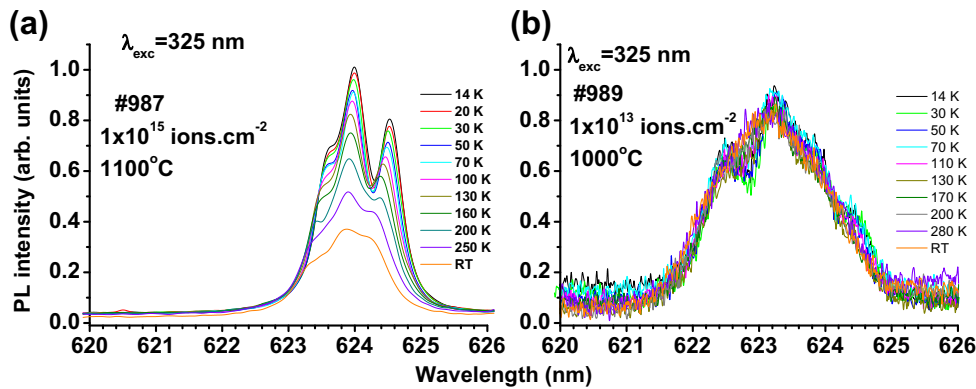 (a)
λexc=325 nm
#987
1x10^15 ions.cm^-2
1100°C
14 K
20 K
30 K
50 K
70 K
100 K
130 K
160 K
200 K
250 K
RT
PL intensity (arb. units)
1.0
0.8
0.6
0.4
0.2
0.0
620 621 622 623 624 625 626
(b)
λexc=325 nm
#989
1x10^13 ions.cm^-2
1000°C
14 K
30 K
50 K
70 K
110 K
130 K
170 K
200 K
280 K
RT
1.0
0.8
0.6
0.4
0.2
0.0
620 621 622 623 624 625 626
Wavelength (nm)